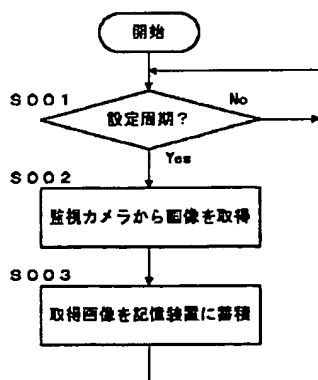 開始
S001
設定周期?
No
Yes
S002
監視カメラから画像を取得
S003
取得画像を記憶装置に蓄積